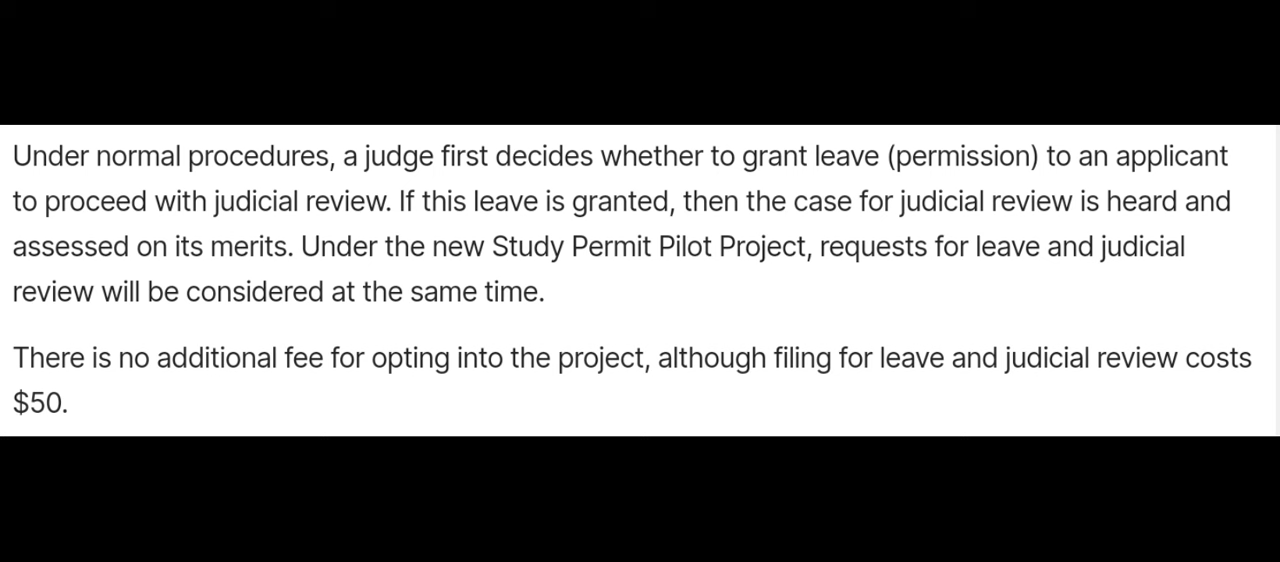 Under normal procedures, a judge first decides whether to grant leave (permission) to an applicant
to proceed with judicial review. If this leave is granted, then the case for judicial review is heard and
assessed on its merits. Under the new Study Permit Pilot Project, requests for leave and judicial
review will be considered at the same time.
There is no additional fee for opting into the project, although filing for leave and judicial review costs
$50.